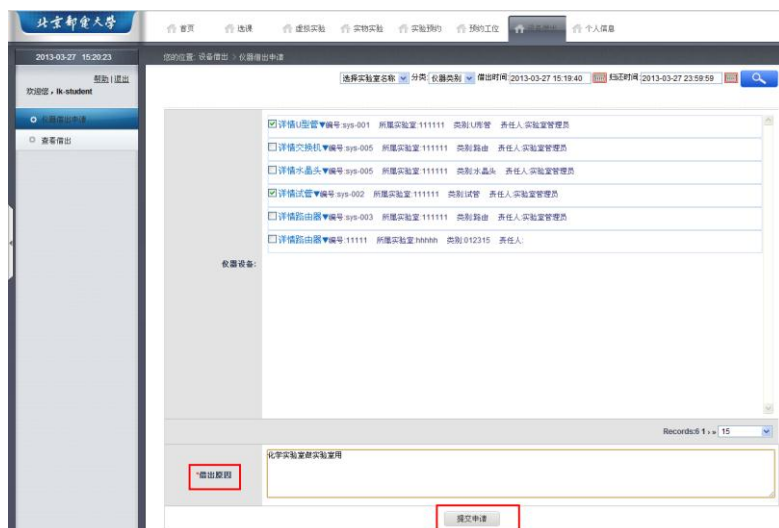 北京邮电大学
首页 选课 虚拟实验 实物实验 实验预约 预约工位 设备借出 个人信息
2013-03-27 15:20:23
您的位置: 设备借出 > 仪器借出申请
帮助 | 退出
欢迎您, lk-student
选择实验室名称 分类 仪器类别 借出时间 2013-03-27 15:19:40 归还时间 2013-03-27 23:59:59
仪器借出申请
查看借出
详情U型管▼编号:sys-001 所属实验室:111111 类别:U形管 责任人:实验室管理员
详情交换机▼编号:sys-005 所属实验室:111111 类别:路由 责任人:实验室管理员
详情水晶头▼编号:sys-005 所属实验室:111111 类别:水晶头 责任人:实验室管理员
详情试管▼编号:sys-002 所属实验室:111111 类别:试管 责任人:实验室管理员
详情路由器▼编号:sys-003 所属实验室:111111 类别:路由 责任人:实验室管理员
详情路由器▼编号:11111 所属实验室:hhhhh 类别:012315 责任人:
仪器设备:
Records:6 1 › » 15
化学实验室做实验室用
*借出原因
提交申请